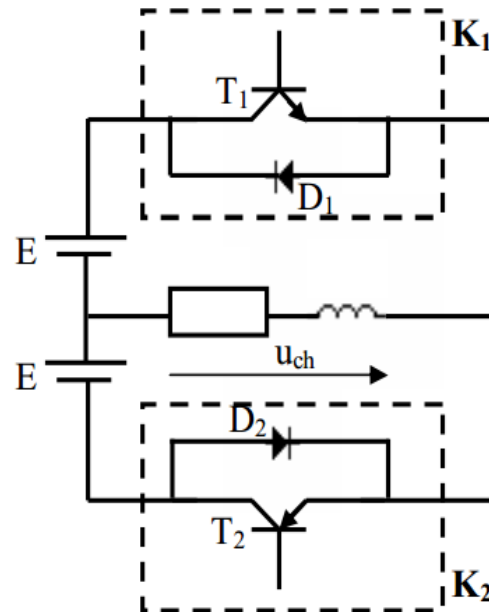 K₁
T₁
D₁
E
u_ch
E
D₂
T₂
K₂